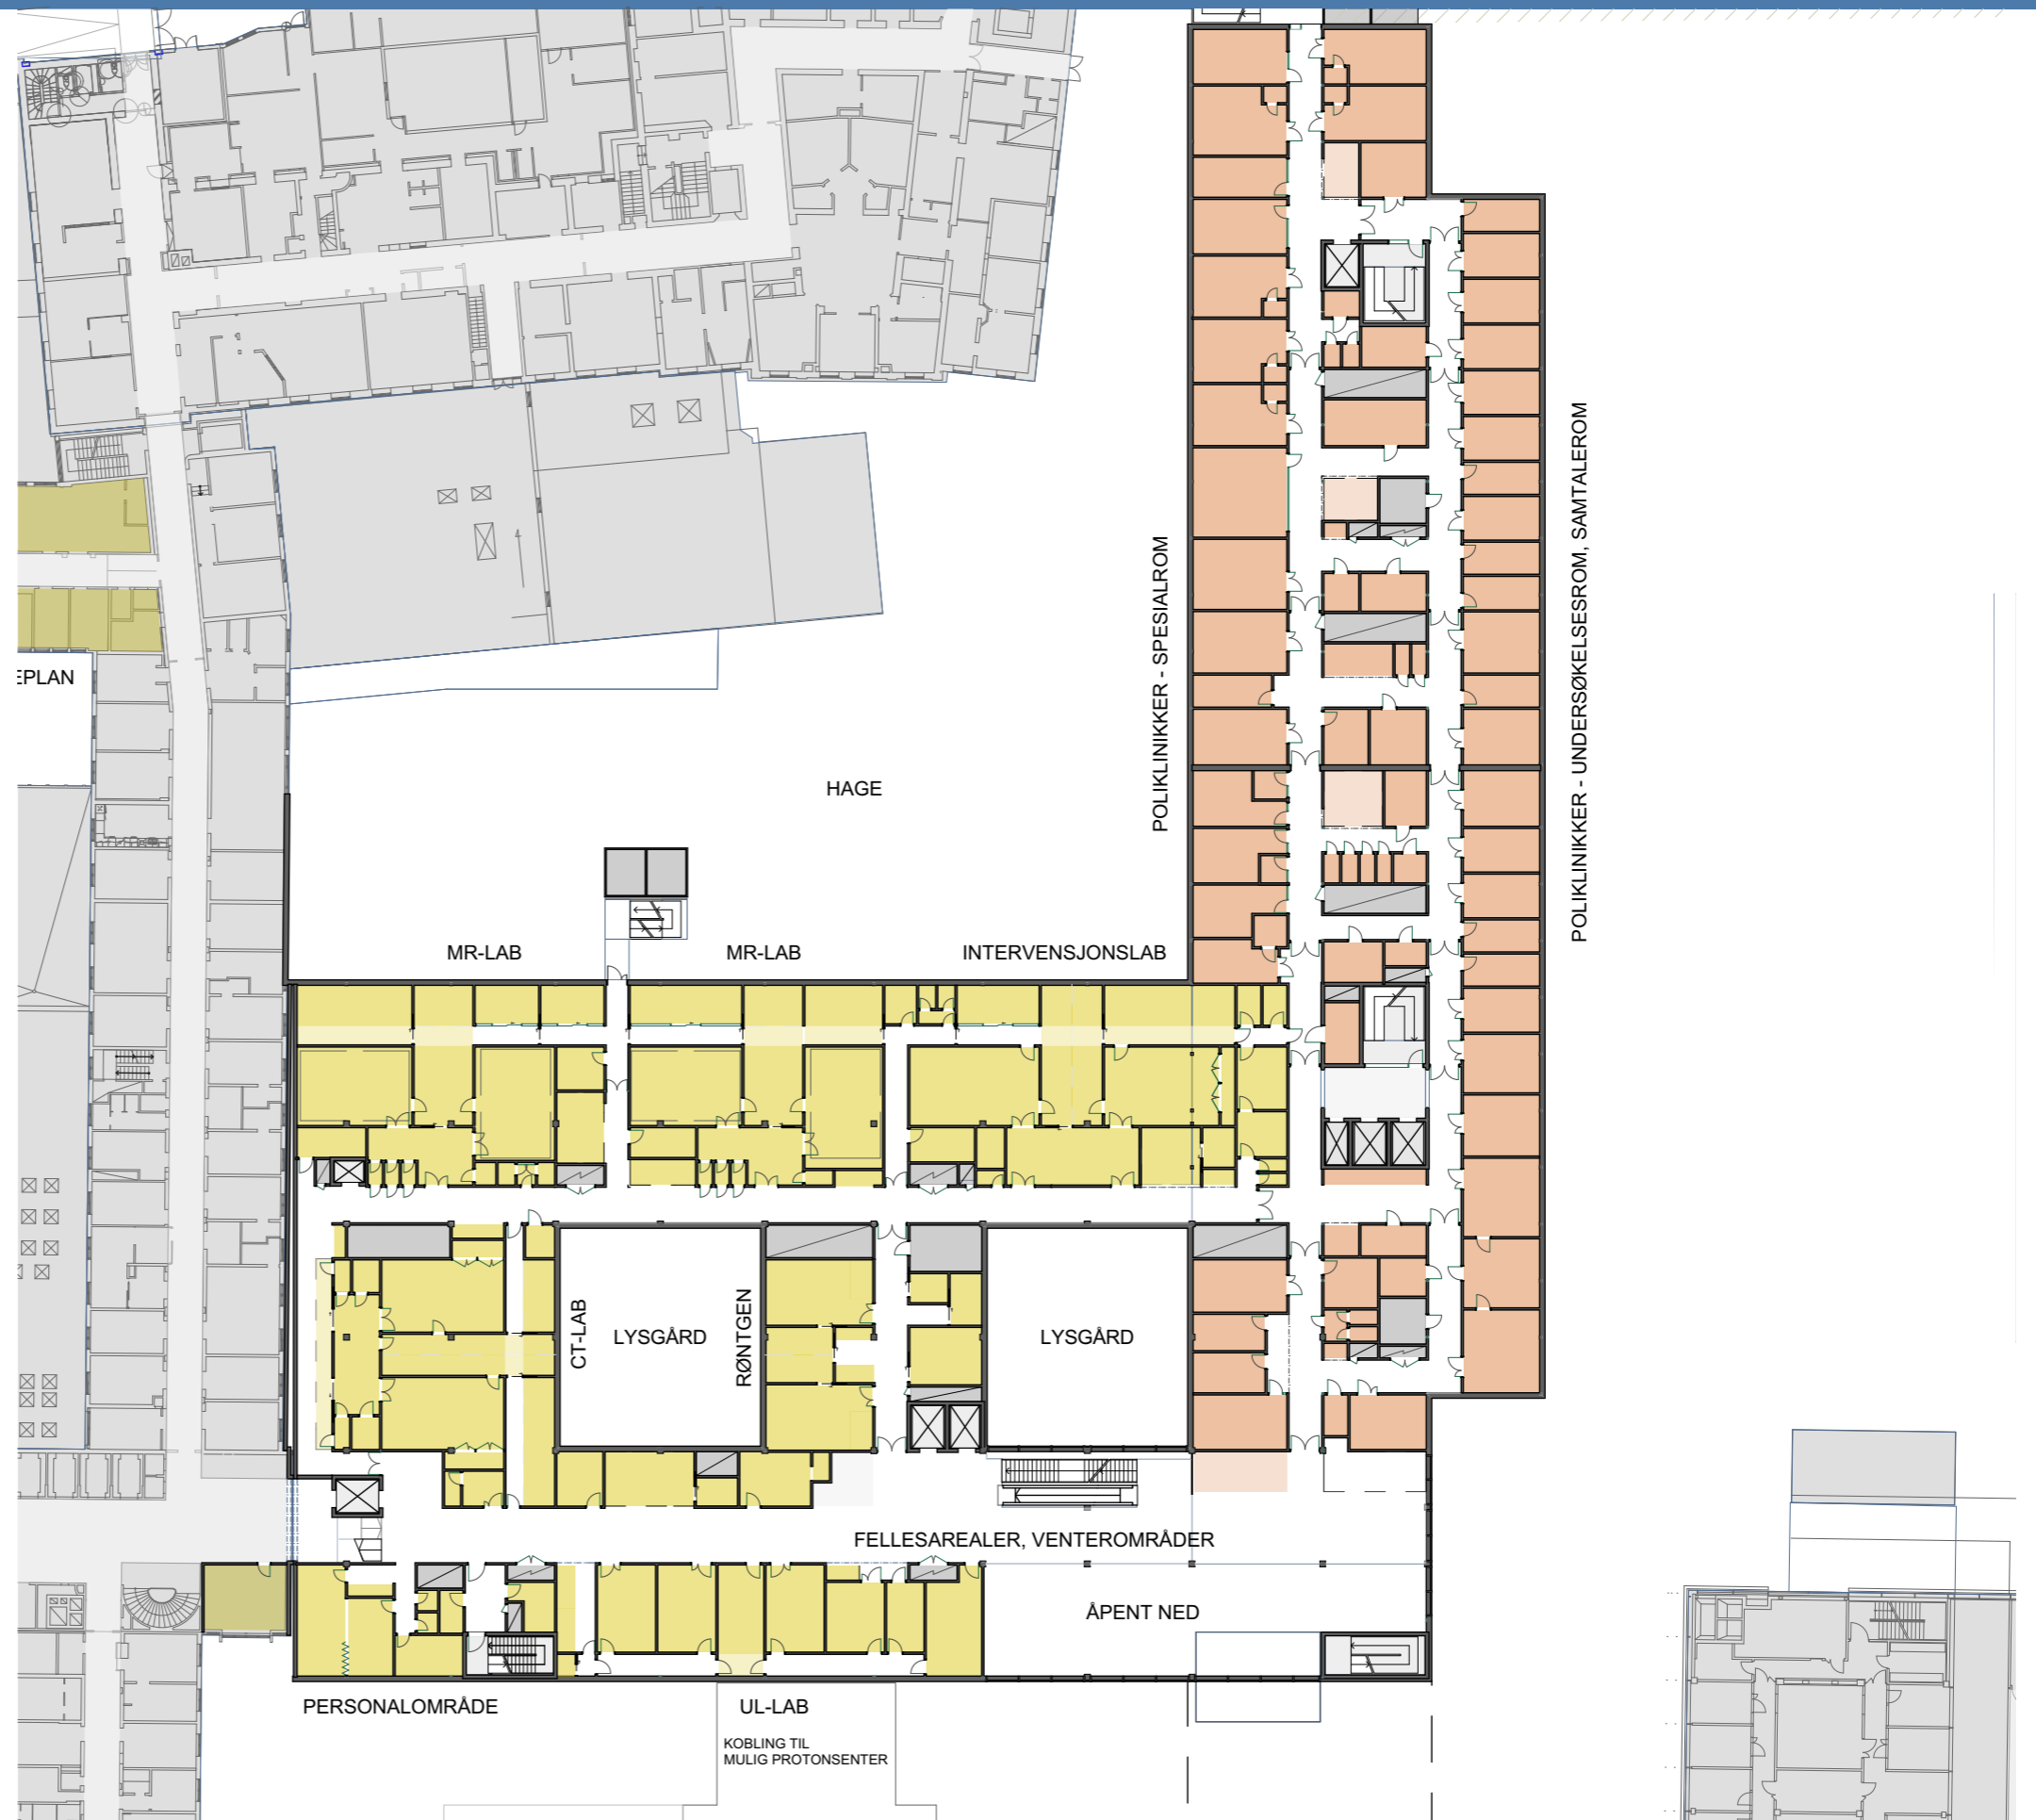 POLIKLINIKKER - UNDERSØKELSESROM, SAMTALEROM
POLIKLINIKKER - SPESIALROM
EPLAN
HAGE
MR-LAB
MR-LAB
INTERVENSJONSLAB
CT-LAB
LYSGÅRD
RØNTGEN
LYSGÅRD
FELLESAREALER, VENTEROMRÅDER
ÅPENT NED
PERSONALOMRÅDE
UL-LAB
KOBLING TIL
MULIG PROTONSENTER